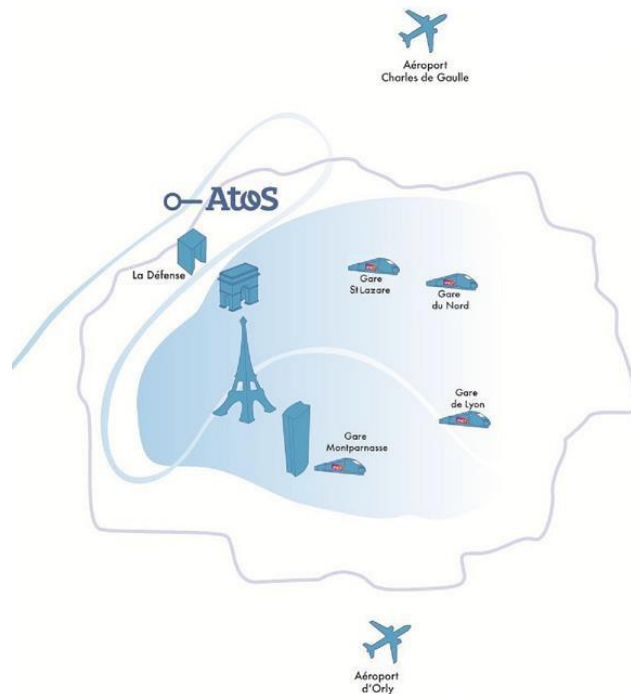 Aéroport
Charles de Gaulle
Atos
La Défense
Gare
St Lazare
Gare
du Nord
Gare
de Lyon
Gare
Montparnasse
Aéroport
d'Orly